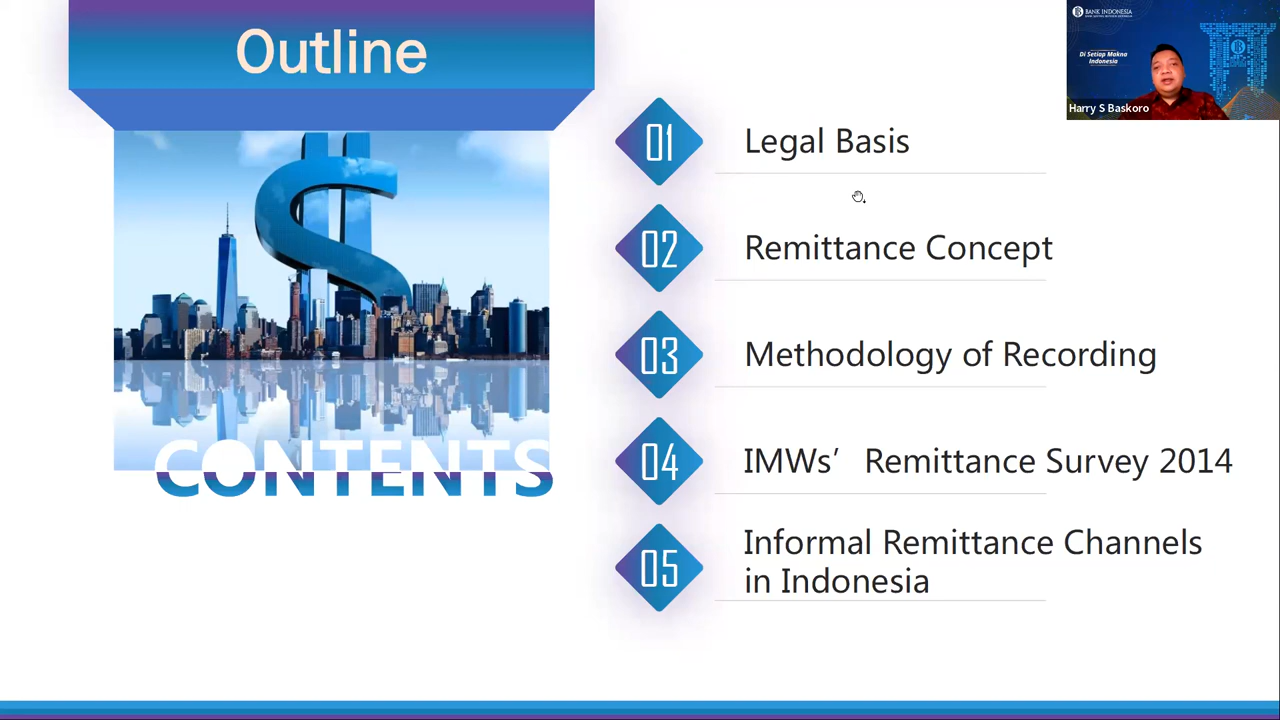 Outline
CONTENTS
01 Legal Basis
02 Remittance Concept
03 Methodology of Recording
04 IMWs’ Remittance Survey 2014
05 Informal Remittance Channels
in Indonesia
BANK INDONESIA
Di Setiap Makna
Indonesia
Harry S Baskoro